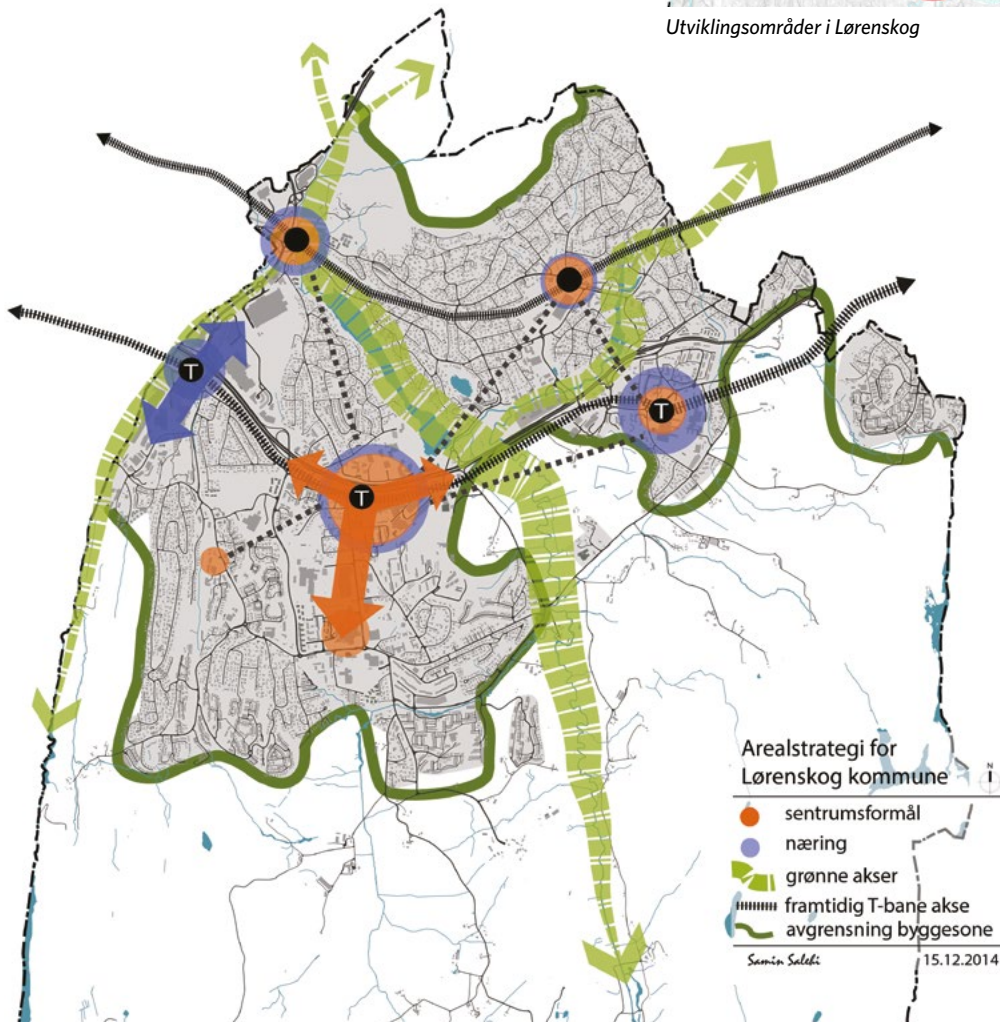 Utviklingsområder i Lørenskog
T
T
T
Arealstrategi for
Lørenskog kommune
N
sentrumsformål
næring
grønne akser
framtidig T-bane akse
avgrensning byggesone
Samin Salehi
15.12.2014